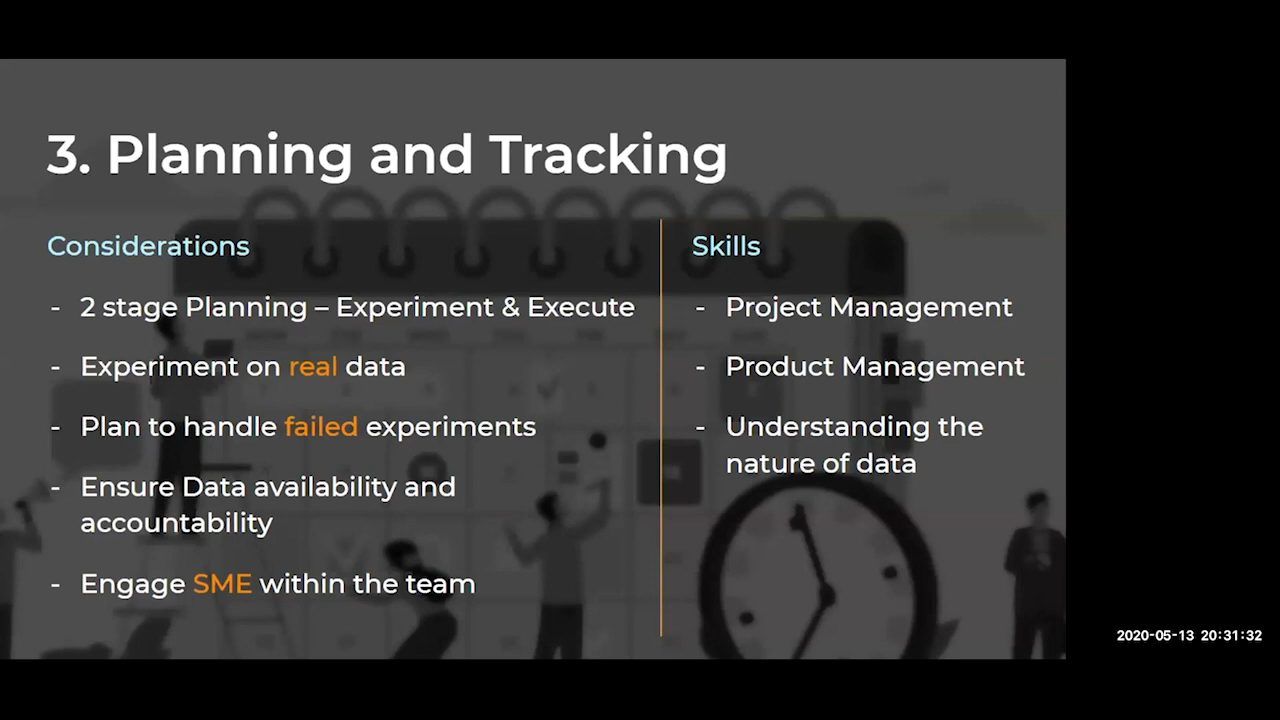 3. Planning and Tracking
Considerations
- 2 stage Planning – Experiment & Execute
- Experiment on real data
- Plan to handle failed experiments
- Ensure Data availability and
accountability
- Engage SME within the team
Skills
- Project Management
- Product Management
- Understanding the
nature of data
2020-05-13 20:31:32